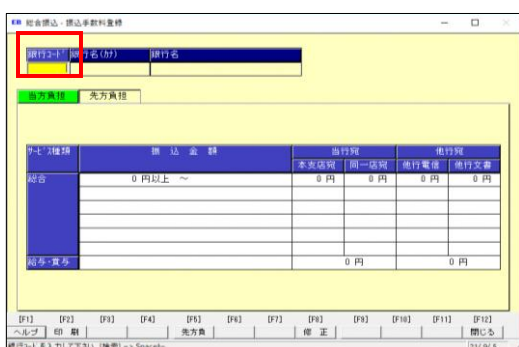 EB 総合振込・振込手数料登録
銀行ｺｰﾄﾞ 銀行名(ｶﾅ) 銀行名
当方負担 先方負担
ｻｰﾋﾞｽ種類 振 込 金 額 当行宛 他行宛
本支店宛 同一店宛 他行電信 他行文書
総合 0 円以上 ～ 0 円 0 円 0 円 0 円
給与・賞与 0 円 0 円
[F1] [F2] [F3] [F4] [F5] [F6] [F7] [F8] [F9] [F10] [F11] [F12]
ヘルプ 印 刷 先方負 修 正 閉じる